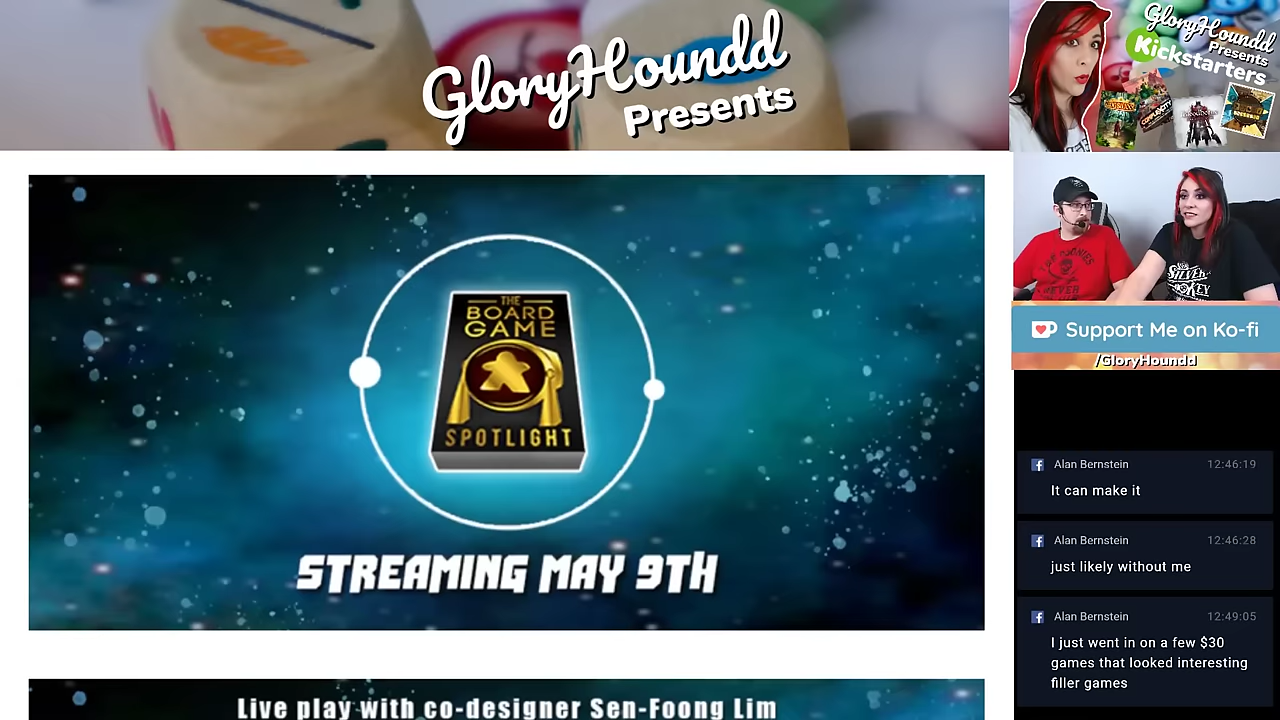 GloryHoundd
Presents
GloryHoundd
Presents
Kickstarters
THE
BOARD
GAME
SPOTLIGHT
STREAMING MAY 9TH
Live play with co-designer Sen-Foong Lim
Support Me on Ko-fi
/GloryHoundd
Alan Bernstein 12:46:19
It can make it
Alan Bernstein 12:46:28
just likely without me
Alan Bernstein 12:49:05
I just went in on a few $30
games that looked interesting
filler games